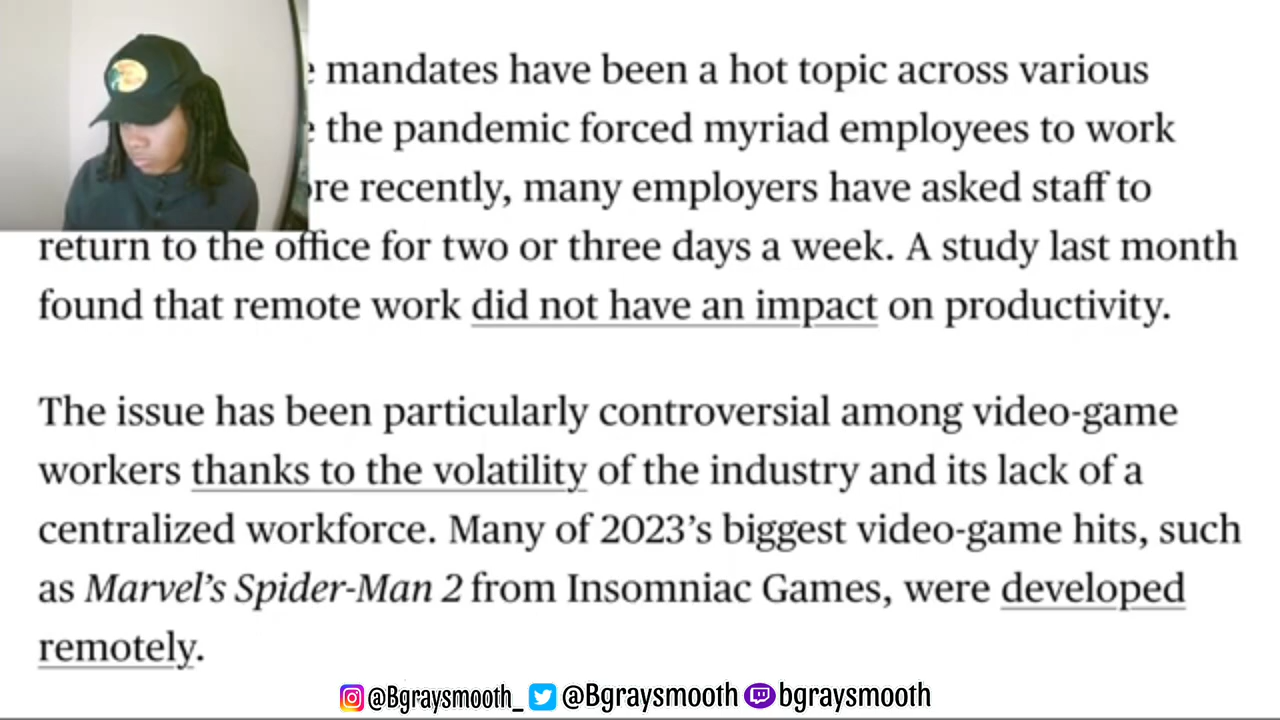 mandates have been a hot topic across various
the pandemic forced myriad employees to work
recently, many employers have asked staff to
return to the office for two or three days a week. A study last month
found that remote work did not have an impact on productivity.
The issue has been particularly controversial among video-game
workers thanks to the volatility of the industry and its lack of a
centralized workforce. Many of 2023’s biggest video-game hits, such
as Marvel’s Spider-Man 2 from Insomniac Games, were developed
remotely.
@Bgraysmooth_ @Bgraysmooth bgraysmooth